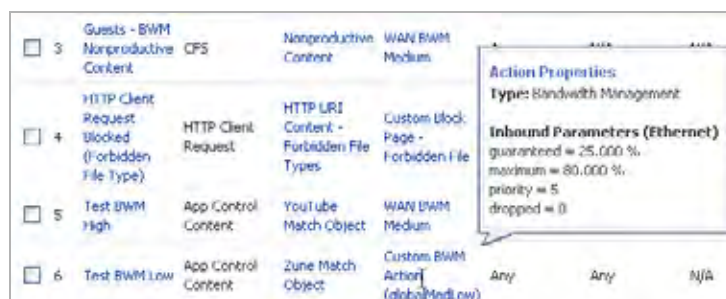 3
Guests - BWM
Nonproductive
Content
CFS
Nonproductive
Content
WAN BWM
Medium
4
HTTP Client
Request
Blocked
(Forbidden
File Type)
HTTP Client
Request
HTTP URI
Content -
Forbidden File
Types
Custom Block
Page -
Forbidden File
5
Test BWM
High
App Control
Content
YouTube
Match Object
WAN BWM
Medium
6
Test BWM Low
App Control
Content
Zune Match
Object
Custom BWM
Action
(globalMedLow)
Any
Any
N/A
Action Properties
Type: Bandwidth Management
Inbound Parameters (Ethernet)
guaranteed = 25.000 %
maximum = 80.000 %
priority = 5
dropped = 0